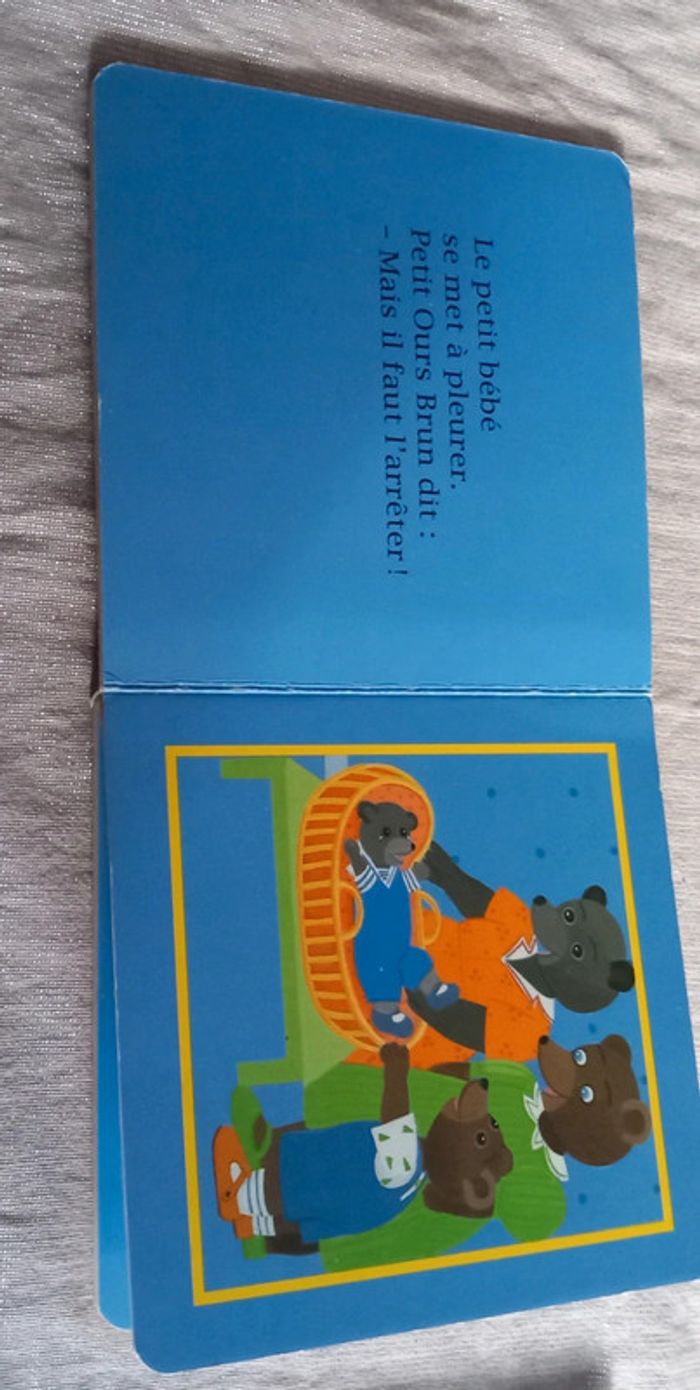 Le petit bébé
se met à pleurer.
Petit Ours Brun dit :
– Mais il faut l'arrêter !